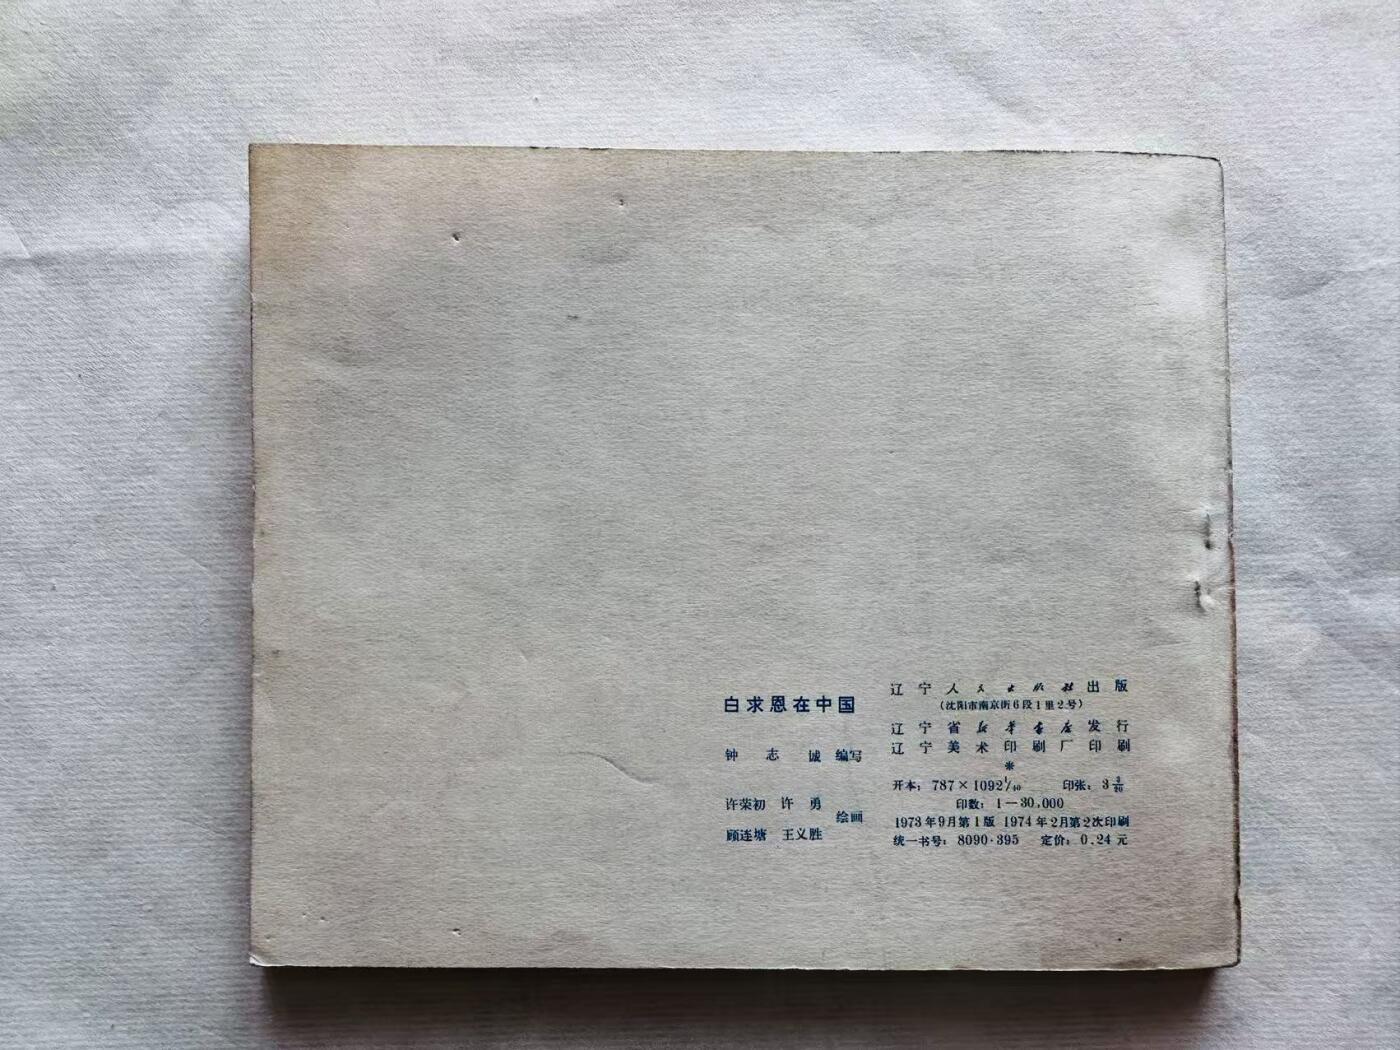 白求恩在中国
钟志诚 编写
许荣初 许勇
绘画
顾连塘 王义胜
辽宁人民出版社出版
(沈阳市南京街6段1里2号)
辽宁省新华书店发行
辽宁美术印刷厂印刷
*
开本：787×1092 1/40 印张：3 3/20
印数：1—30,000
1973年9月第1版 1974年2月第2次印刷
统一书号：8090·395 定价：0.24元